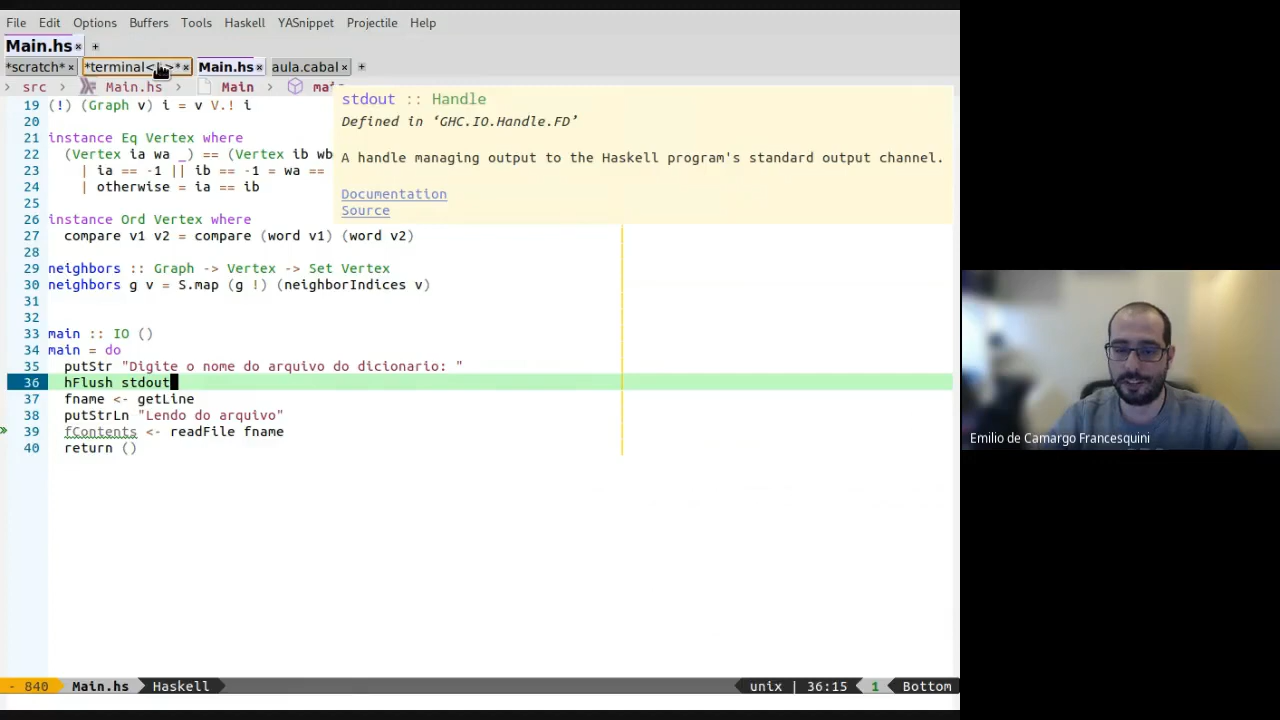 File Edit Options Buffers Tools Haskell YASnippet Projectile Help
Main.hs × +
*scratch* × *terminal< >* × Main.hs × aula.cabal × +
> src > Main.hs > Main >
stdout :: Handle
Defined in ‘GHC.IO.Handle.FD’
A handle managing output to the Haskell program's standard output channel.
Documentation
Source
19 (!) (Graph v) i = v V.! i
20
21 instance Eq Vertex where
22 (Vertex ia wa _) == (Vertex ib wb
23 | ia == -1 || ib == -1 = wa ==
24 | otherwise = ia == ib
25
26 instance Ord Vertex where
27 compare v1 v2 = compare (word v1) (word v2)
28
29 neighbors :: Graph -> Vertex -> Set Vertex
30 neighbors g v = S.map (g !) (neighborIndices v)
31
32
33 main :: IO ()
34 main = do
35 putStr "Digite o nome do arquivo do dicionario: "
36 hFlush stdout
37 fname <- getLine
38 putStrLn "Lendo do arquivo"
39 fContents <- readFile fname
40 return ()
- 840 Main.hs Haskell unix | 36:15 1 Bottom
Emilio de Camargo Francesquini